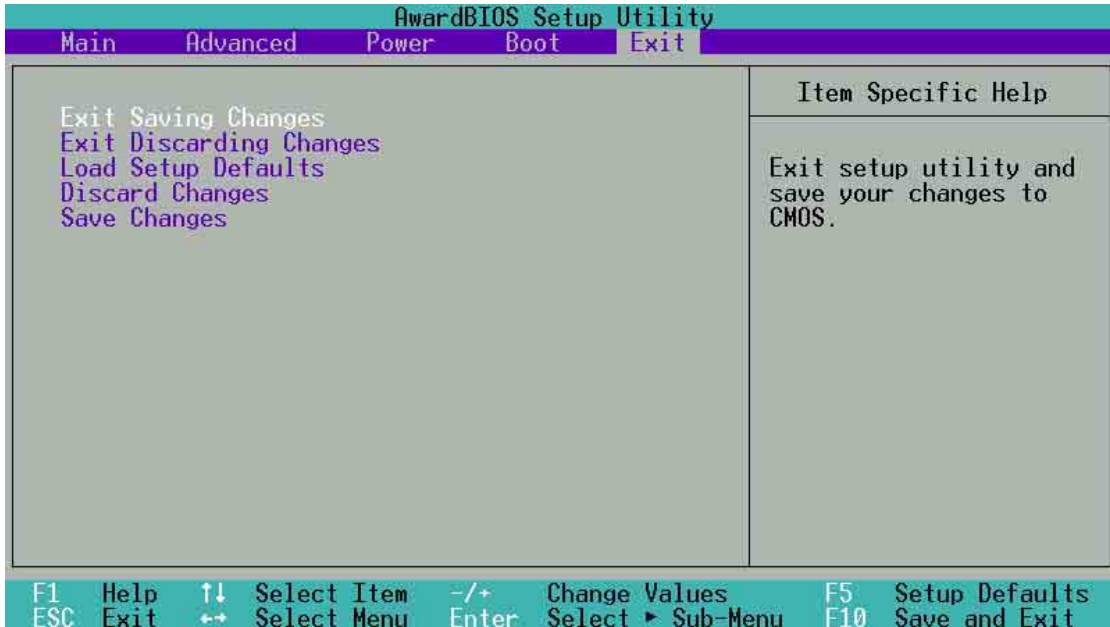 AwardBIOS Setup Utility
Main Advanced Power Boot Exit
Exit Saving Changes
Exit Discarding Changes
Load Setup Defaults
Discard Changes
Save Changes
Item Specific Help
Exit setup utility and
save your changes to
CMOS.
F1 Help ↑↓ Select Item -/+ Change Values F5 Setup Defaults
ESC Exit ←→ Select Menu Enter Select ► Sub-Menu F10 Save and Exit